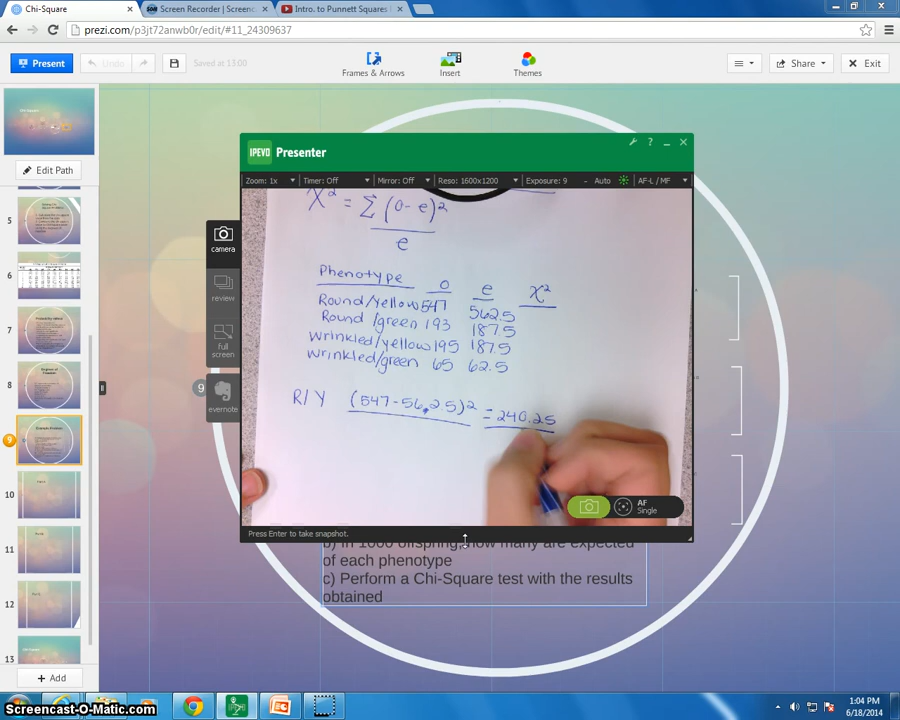 Chi-Square
Screen Recorder | Screenc
Intro. to Punnett Squares
prezi.com/p3jt72anwb0r/edit/#11_24309637
Present
Undo
Saved at 13:00
Frames & Arrows
Insert
Themes
Share
Exit
Edit Path
IPEVO Presenter
Zoom: 1x
Timer: Off
Mirror: Off
Reso: 1600x1200
Exposure: 9
- Auto
AF-L / MF
camera
review
full screen
evernote
χ² = Σ (o-e)²
e
Phenotype o e χ²
Round/yellow 547 562.5
Round/green 193 187.5
wrinkled/yellow 195 187.5
wrinkled/green 65 62.5
R/Y (547-56,2.5)² = 240.25
AF
Single
Press Enter to take snapshot.
b) In 1000 offspring, how many are expected
of each phenotype
c) Perform a Chi-Square test with the results
obtained
5
6
7
8
9
9
10
11
12
13
+ Add
Screencast-O-Matic.com
1:04 PM
6/18/2014